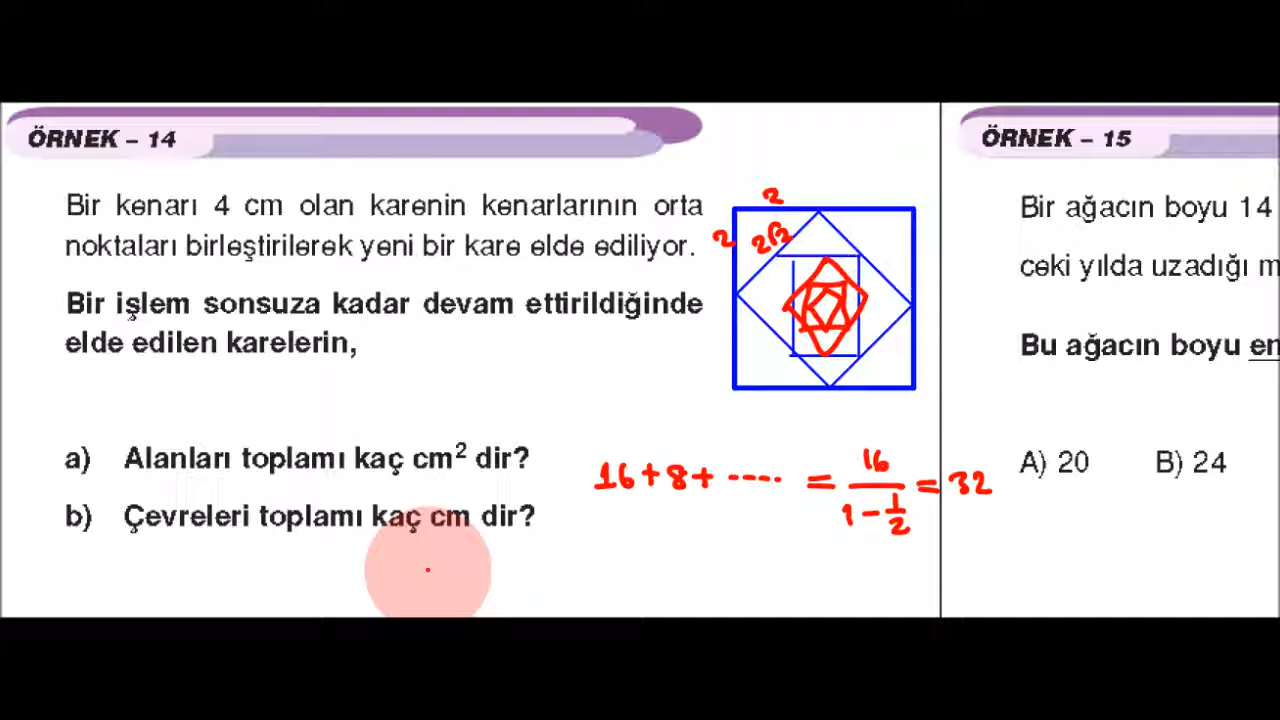 ÖRNEK – 14
Bir kenarı 4 cm olan karenin kenarlarının orta
noktaları birleştirilerek yeni bir kare elde ediliyor.
Bir işlem sonsuza kadar devam ettirildiğinde
elde edilen karelerin,
a) Alanları toplamı kaç cm² dir?
b) Çevreleri toplamı kaç cm dir?
2
2
2√2
16+8+ ..... = 16/(1 - 1/2) = 32
ÖRNEK – 15
Bir ağacın boyu 14
ceki yılda uzadığı m
Bu ağacın boyu en
A) 20 B) 24